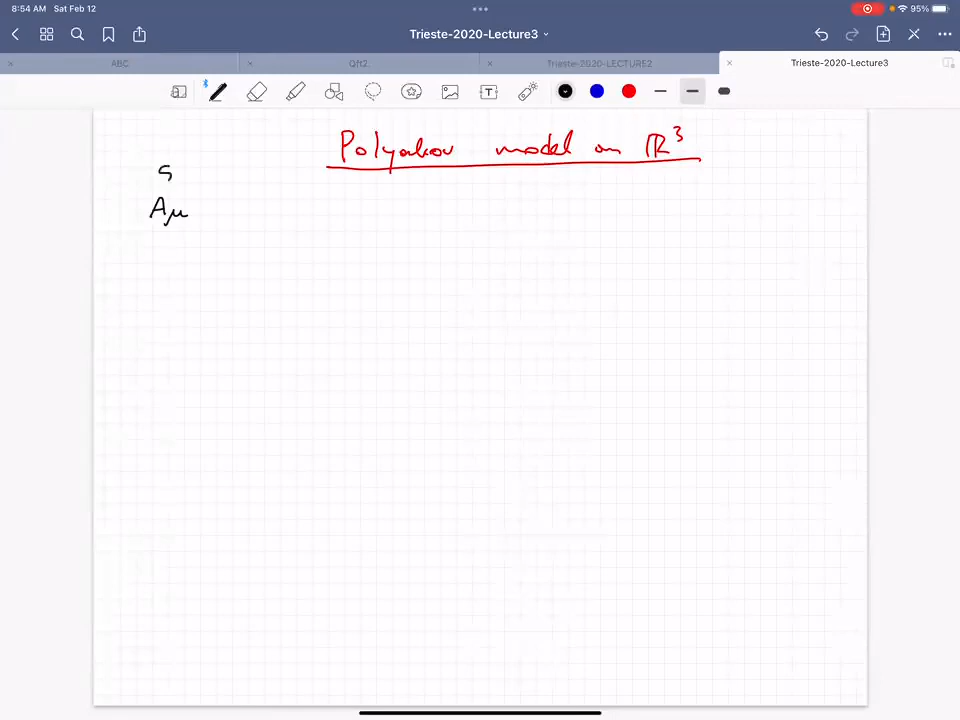 8:54 AM Sat Feb 12
95%
Trieste-2020-Lecture3
ABC
Qft2
Trieste-2020-LECTURE2
Trieste-2020-Lecture3
Polyakov model on ℝ³
S
Aμ